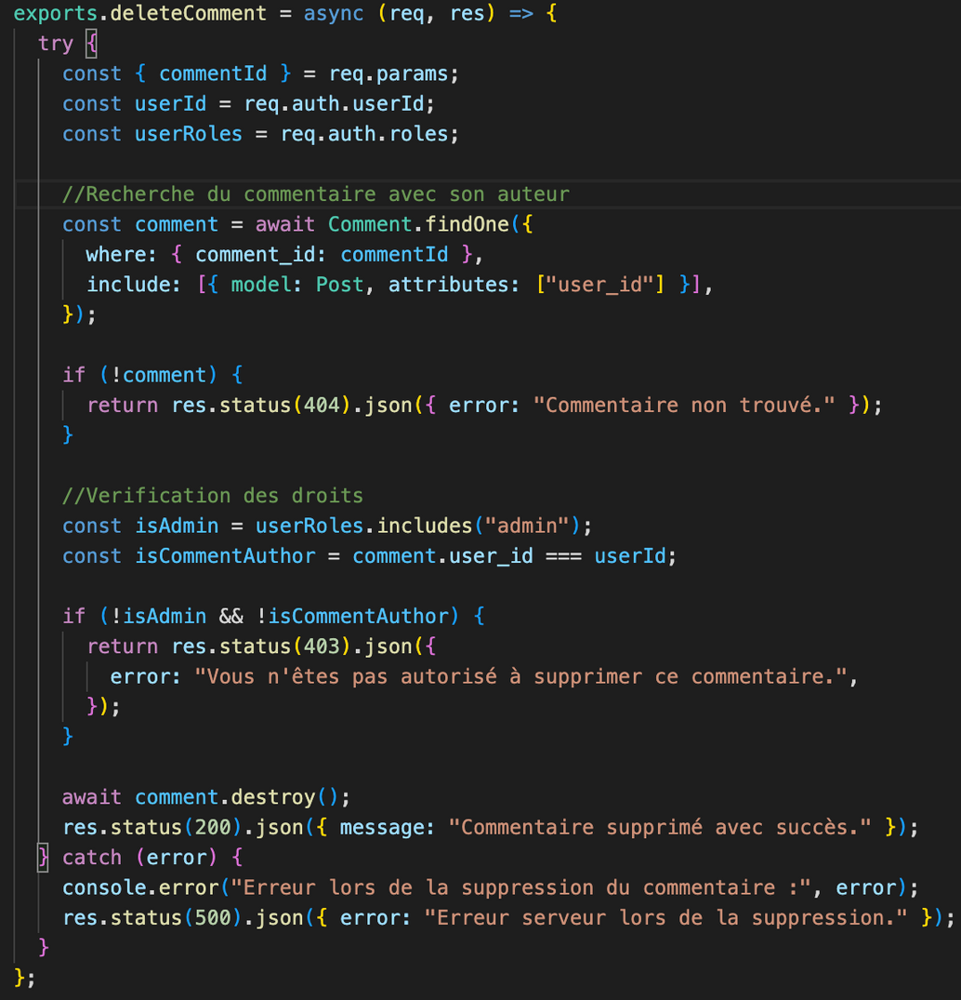 exports.deleteComment = async (req, res) => {
try {
const { commentId } = req.params;
const userId = req.auth.userId;
const userRoles = req.auth.roles;
//Recherche du commentaire avec son auteur
const comment = await Comment.findOne({
where: { comment_id: commentId },
include: [{ model: Post, attributes: ["user_id"] }],
});
if (!comment) {
return res.status(404).json({ error: "Commentaire non trouvé." });
}
//Verification des droits
const isAdmin = userRoles.includes("admin");
const isCommentAuthor = comment.user_id === userId;
if (!isAdmin && !isCommentAuthor) {
return res.status(403).json({
error: "Vous n'êtes pas autorisé à supprimer ce commentaire.",
});
}
await comment.destroy();
res.status(200).json({ message: "Commentaire supprimé avec succès." });
} catch (error) {
console.error("Erreur lors de la suppression du commentaire :", error);
res.status(500).json({ error: "Erreur serveur lors de la suppression." });
}
};